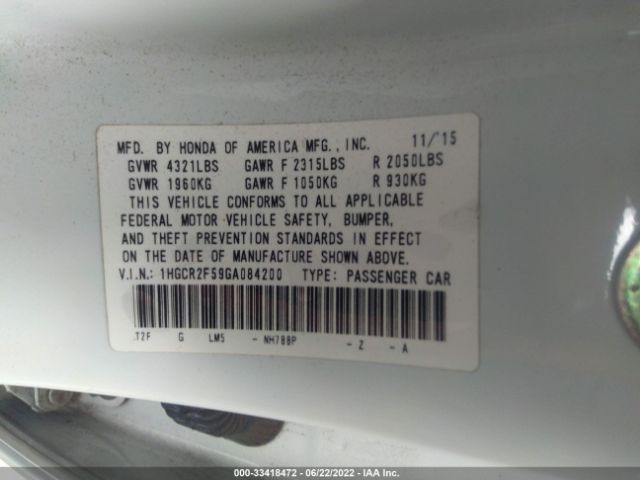 MFD. BY HONDA OF AMERICA MFG., INC. 11/'15
GVWR 4321LBS GAWR F 2315LBS R 2050LBS
GVWR 1960KG GAWR F 1050KG R 930KG
THIS VEHICLE CONFORMS TO ALL APPLICABLE
FEDERAL MOTOR VEHICLE SAFETY, BUMPER,
AND THEFT PREVENTION STANDARDS IN EFFECT
ON THE DATE OF MANUFACTURE SHOWN ABOVE.
V.I.N.: 1HGCR2F59GA084200 TYPE: PASSENGER CAR
T2F G LM5 - NH788P - Z - A
000-33418472 - 06/22/2022 - IAA Inc.